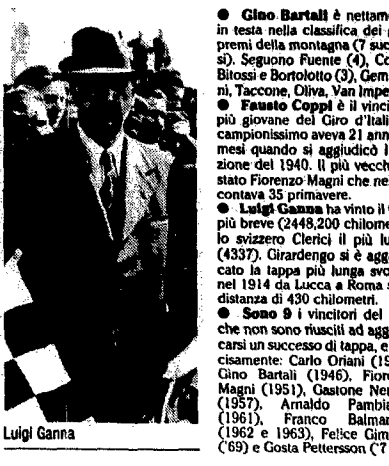 ● Gino Bartali è nettam
in testa nella classifica dei g
premi della montagna (7 suc
si). Seguono Fuente (4), Co
Bitossi e Bortolotto (3), Gem
ni, Taccone, Oliva, Van Impe
● Fausto Coppi è il vinci
più giovane del Giro d'Itali
campionissimo aveva 21 ann
mesi quando si aggiudicò l
zione del 1940. Il più vecch
stato Fiorenzo Magni che ne
contava 35 primavere.
● Luigi Ganna ha vinto il
più breve (2448,200 chilome
lo svizzero Clerici il più lu
(4337). Girardengo si è agg
cato la tappa più lunga svo
nel 1914 da Lucca a Roma s
distanza di 430 chilometri.
● Sono 9 i vincitori del
che non sono riusciti ad agg
carsi un successo di tappa, e
cisamente: Carlo Oriani (19
Gino Bartali (1946), Fior
Magni (1951), Gastone Ne
(1957), Arnaldo Pambia
(1961), Franco Balmar
(1962 e 1963), Felice Gim
('69) e Gosta Pettersson ('7
Luigi Ganna